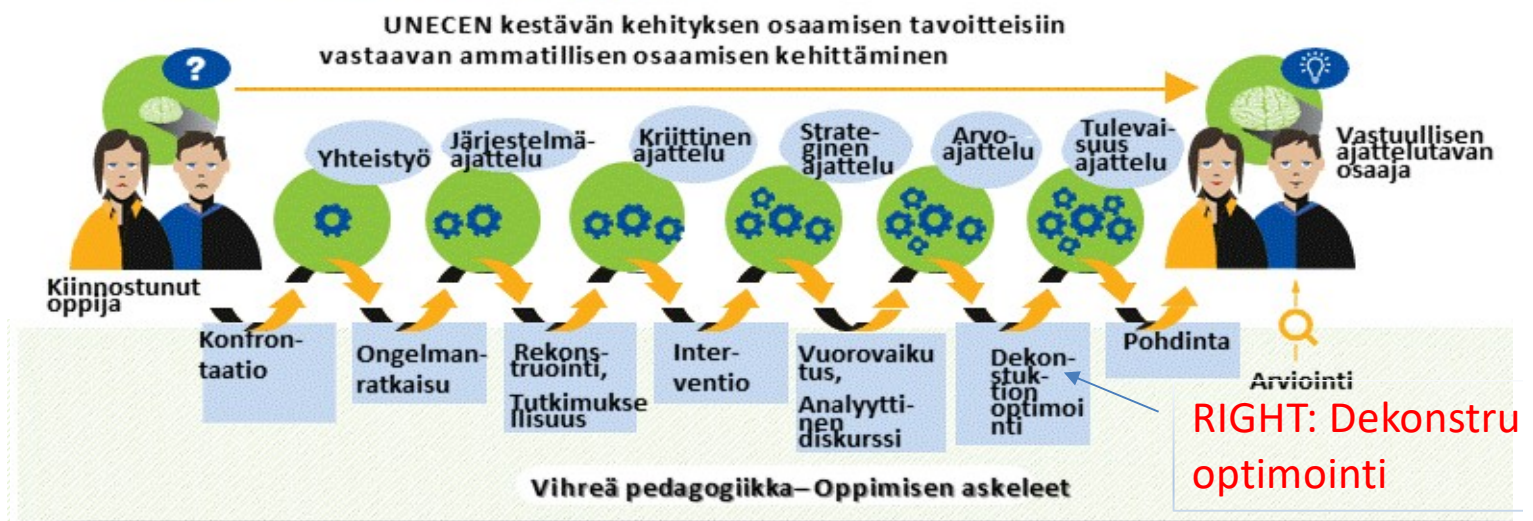 UNECEN kestävän kehityksen osaamisen tavoitteisiin
vastaavan ammatillisen osaamisen kehittäminen
?
Yhteistyö
Järjestelmä-
ajattelu
Kriittinen
ajattelu
Strate-
ginen
ajattelu
Arvo-
ajattelu
Tulevai-
suus
ajattelu
Vastuullisen
ajattelutavan
osaaja
Kiinnostunut
oppija
Konfron-
taatio
Ongelman-
ratkaisu
Rekons-
truointi,
Tutkimukse
llisuus
Inter-
ventio
Vuorovaiku
tus,
Analyytti-
nen
diskurssi
Dekon-
stuk-
tion
optimoi
nti
Pohdinta
Arviointi
RIGHT: Dekonstru
optimointi
Vihreä pedagogiikka– Oppimisen askeleet